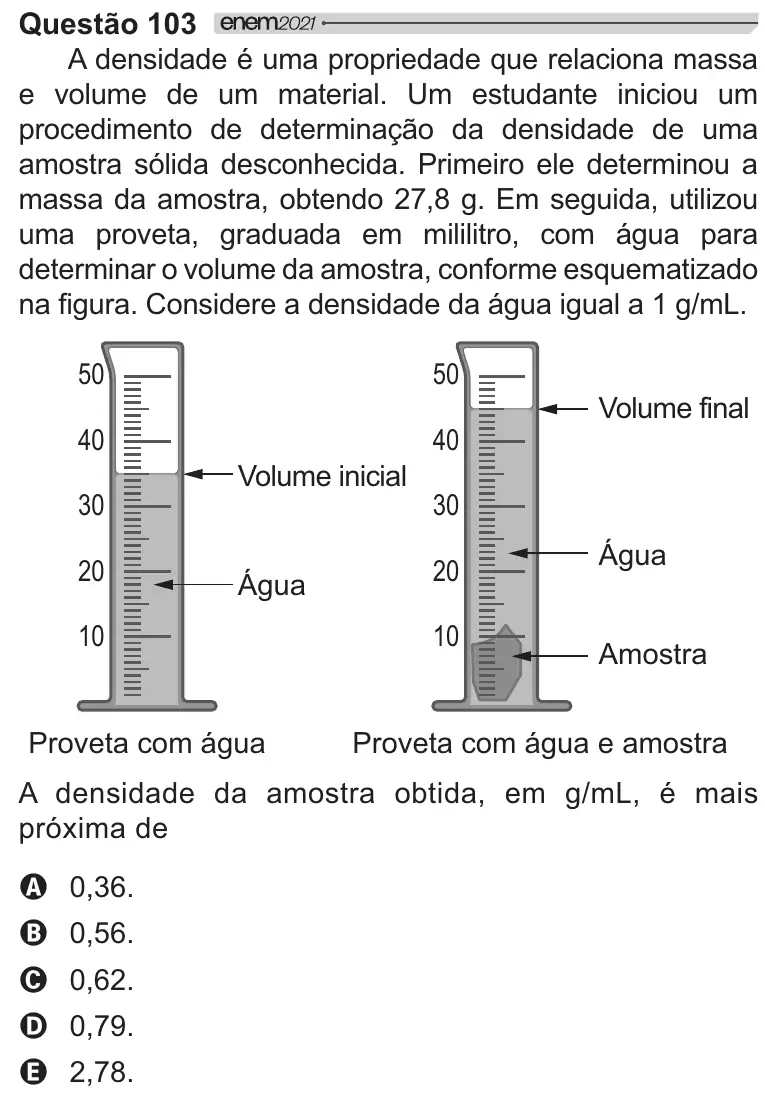 Questão 103 enem2021
A densidade é uma propriedade que relaciona massa
e volume de um material. Um estudante iniciou um
procedimento de determinação da densidade de uma
amostra sólida desconhecida. Primeiro ele determinou a
massa da amostra, obtendo 27,8 g. Em seguida, utilizou
uma proveta, graduada em mililitro, com água para
determinar o volume da amostra, conforme esquematizado
na figura. Considere a densidade da água igual a 1 g/mL.
50
40
30
20
10
Volume inicial
Água
Proveta com água
50
40
30
20
10
Volume final
Água
Amostra
Proveta com água e amostra
A densidade da amostra obtida, em g/mL, é mais
próxima de
A 0,36.
B 0,56.
C 0,62.
D 0,79.
E 2,78.